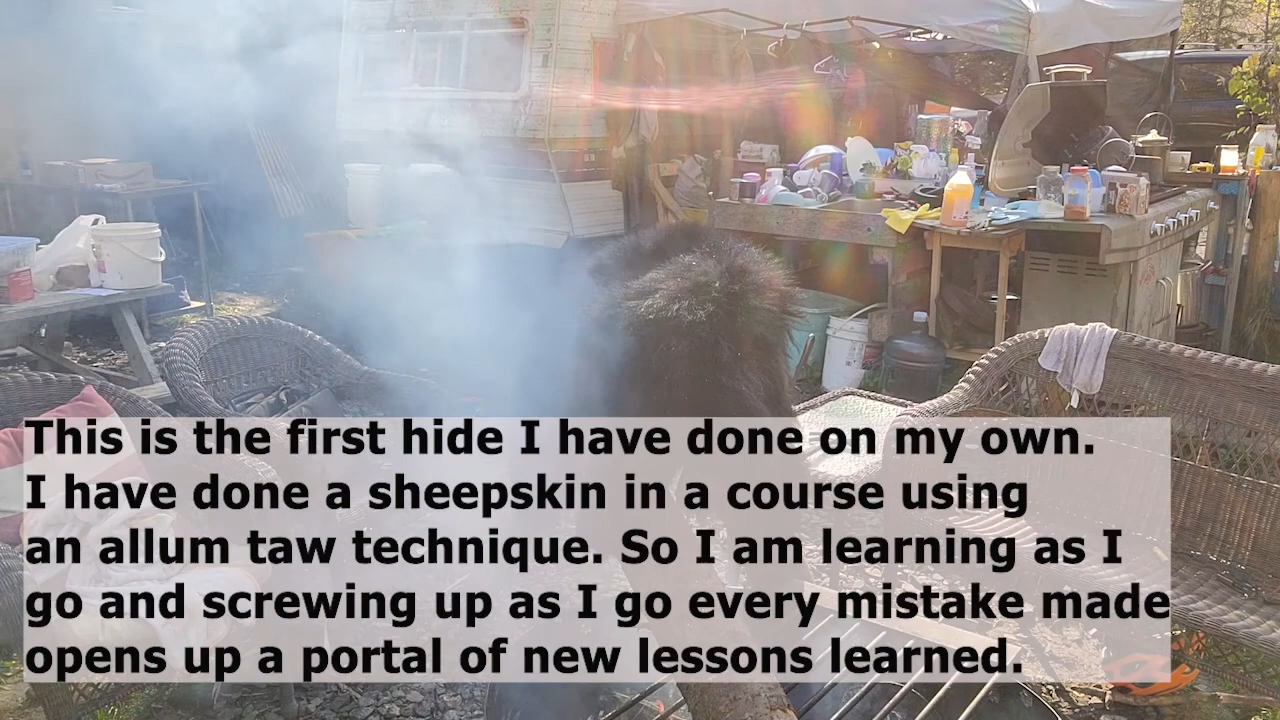 This is the first hide I have done on my own.
I have done a sheepskin in a course using
an allum taw technique. So I am learning as I
go and screwing up as I go every mistake made
opens up a portal of new lessons learned.